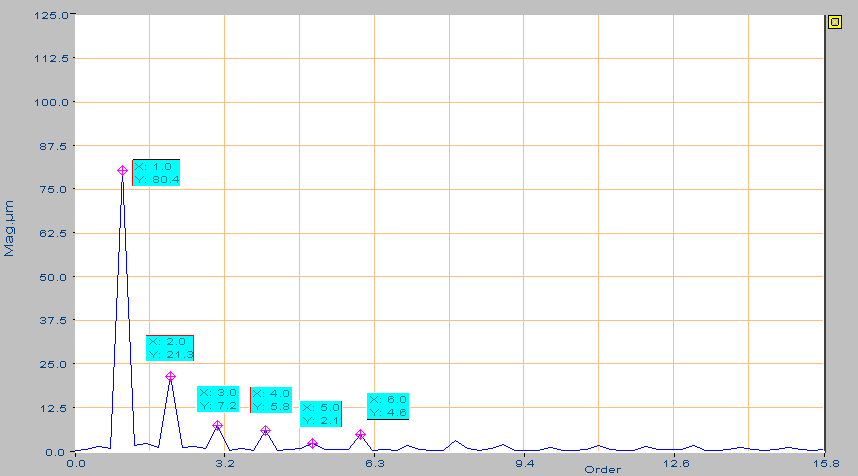 125.0
112.5
100.0
87.5
75.0
62.5
50.0
37.5
25.0
12.5
0.0
Mag.µm
X: 1.0
Y: 80.4
X: 2.0
Y: 21.3
X: 3.0
Y: 7.2
X: 4.0
Y: 5.8
X: 5.0
Y: 2.1
X: 6.0
Y: 4.6
0.0 3.2 6.3 9.4 12.6 15.8
Order